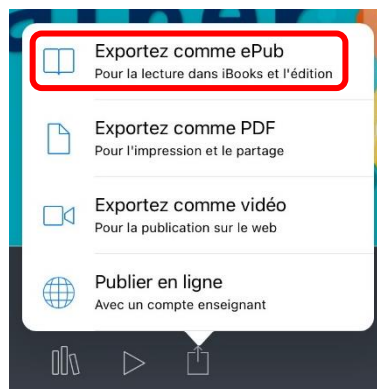 Exportez comme ePub
Pour la lecture dans iBooks et l'édition
Exportez comme PDF
Pour l'impression et le partage
Exportez comme vidéo
Pour la publication sur le web
Publier en ligne
Avec un compte enseignant